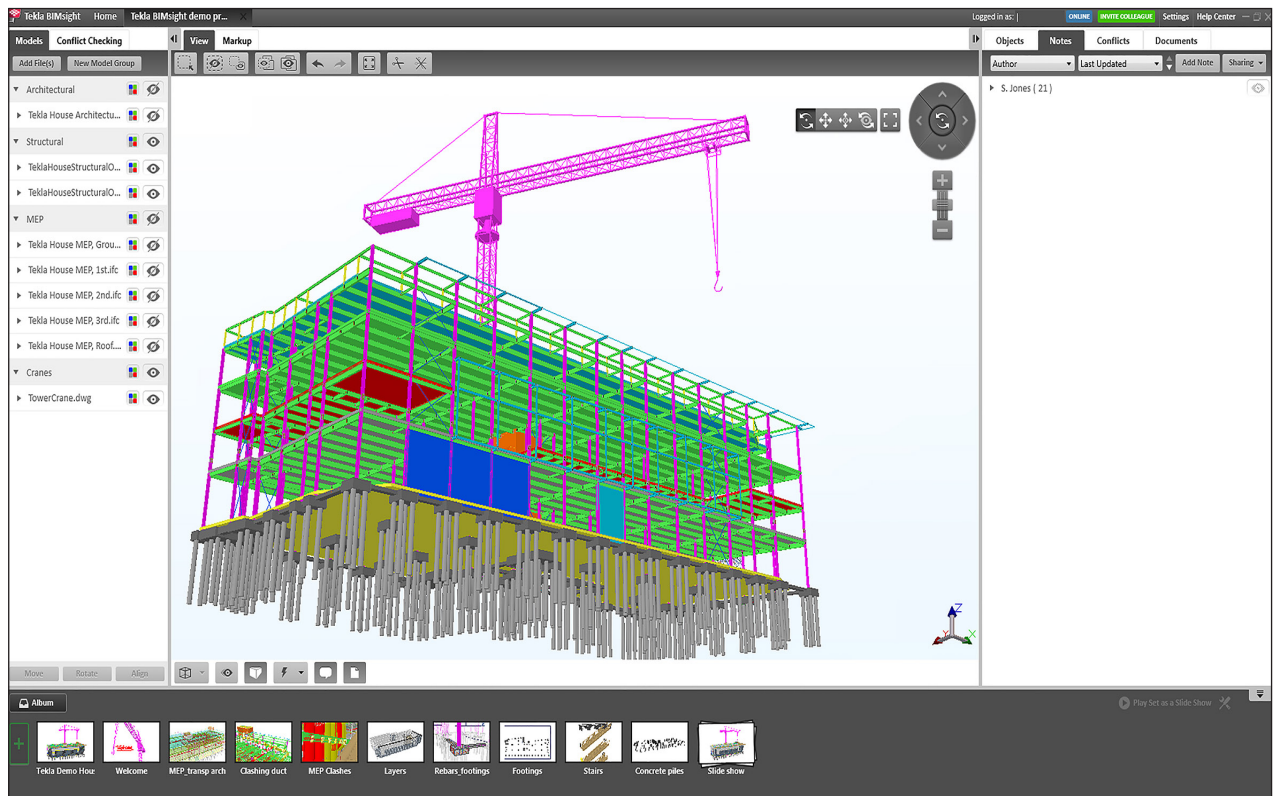 Tekla BIMsight Home Tekla BIMsight demo pr... Logged in as: ONLINE INVITE COLLEAGUE Settings Help Center
Models Conflict Checking View Markup Objects Notes Conflicts Documents
Add File(s) New Model Group Author Last Updated Add Note Sharing
Architectural
S. Jones ( 21 )
Tekla House Architectu...
Structural
TeklaHouseStructuralO...
TeklaHouseStructuralO...
MEP
Tekla House MEP, Grou...
Tekla House MEP, 1st.ifc
Tekla House MEP, 2nd.ifc
Tekla House MEP, 3rd.ifc
Tekla House MEP, Roof....
Cranes
TowerCrane.dwg
Z
Y X
Move Rotate Align
Album Play Set as a Slide Show
Tekla Demo Hou Welcome MEP_transp arch Clashing duct MEP Clashes Layers Rebars_footings Footings Stairs Concrete piles Slide show